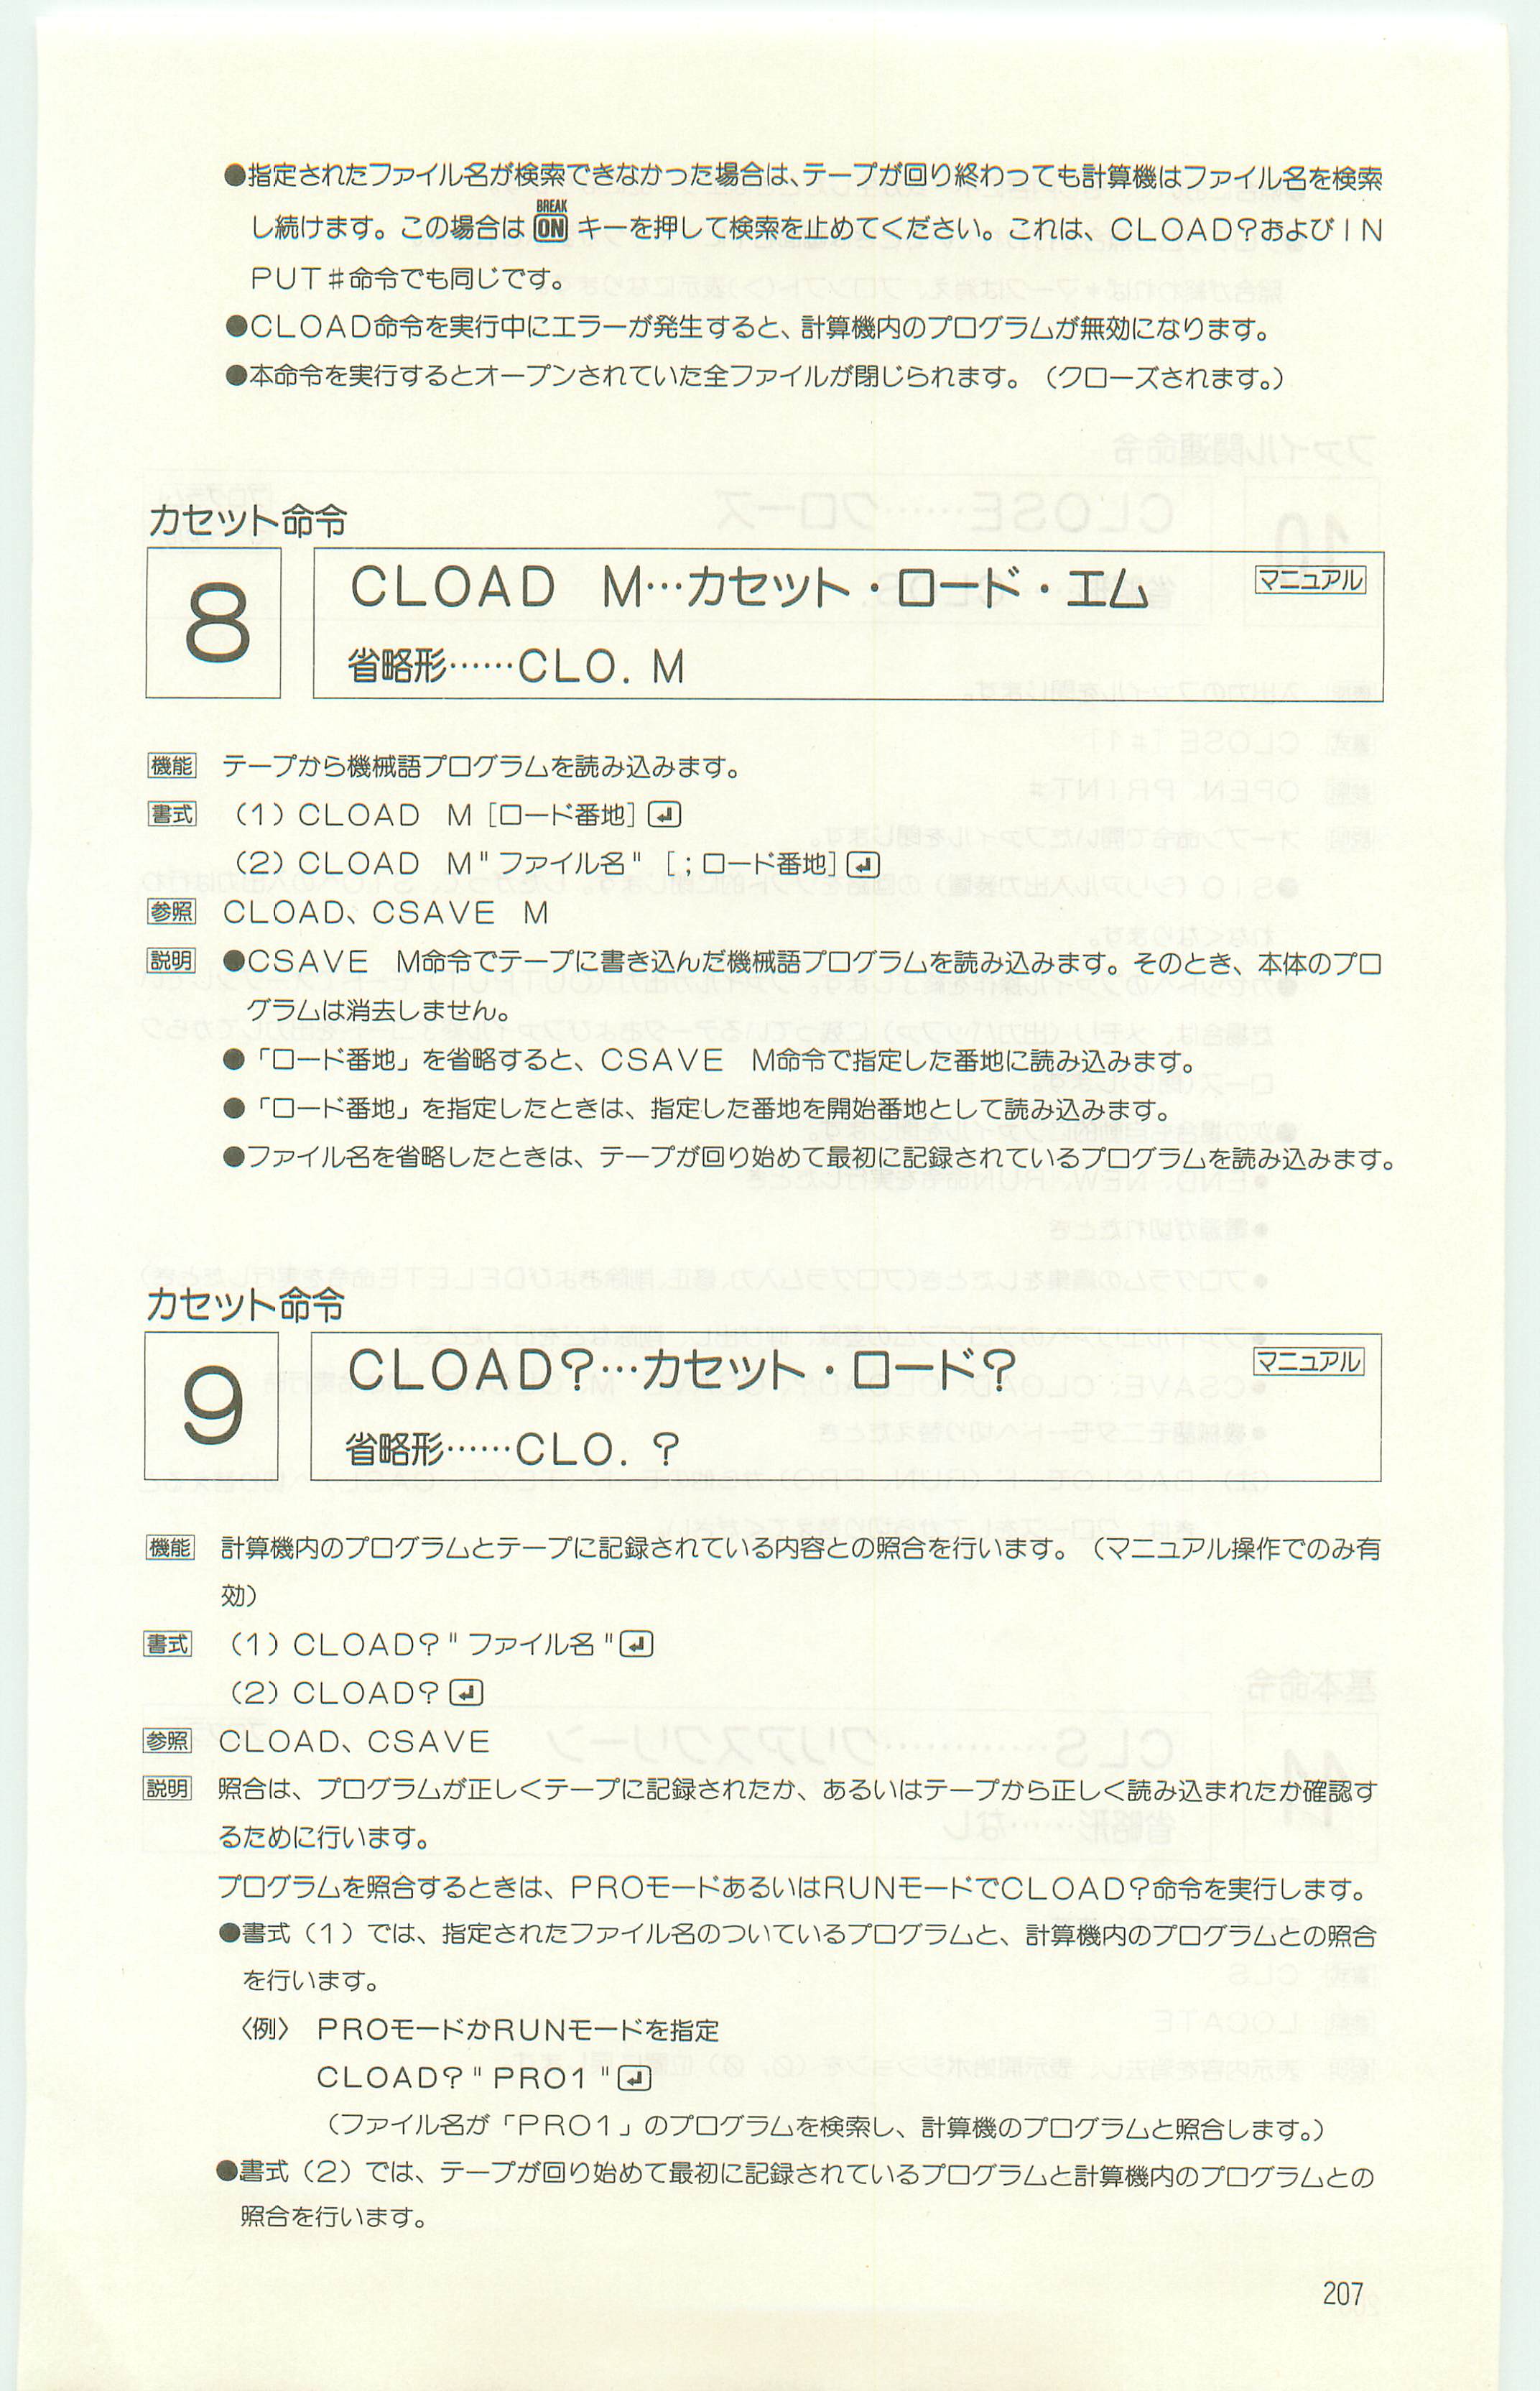 ●指定されたファイル名が検索できなかった場合は、テープが回り終わっても計算機はファイル名を検索
し続けます。この場合は BREAK ON キーを押して検索を止めてください。これは、CLOAD?およびIN
PUT#命令でも同じです。
●CLOAD命令を実行中にエラーが発生すると、計算機内のプログラムが無効になります。
●本命令を実行するとオープンされていた全ファイルが閉じられます。（クローズされます。）
カセット命令
8
CLOAD M…カセット・ロード・エム
マニュアル
省略形……CLO. M
機能 テープから機械語プログラムを読み込みます。
書式 （1）CLOAD M［ロード番地］↵
（2）CLOAD M"ファイル名"［；ロード番地］↵
参照 CLOAD、CSAVE M
説明 ●CSAVE M命令でテープに書き込んだ機械語プログラムを読み込みます。そのとき、本体のプロ
グラムは消去しません。
●「ロード番地」を省略すると、CSAVE M命令で指定した番地に読み込みます。
●「ロード番地」を指定したときは、指定した番地を開始番地として読み込みます。
●ファイル名を省略したときは、テープが回り始めて最初に記録されているプログラムを読み込みます。
カセット命令
9
CLOAD?…カセット・ロード?
マニュアル
省略形……CLO. ?
機能 計算機内のプログラムとテープに記録されている内容との照合を行います。（マニュアル操作でのみ有
効）
書式 （1）CLOAD?"ファイル名"↵
（2）CLOAD?↵
参照 CLOAD、CSAVE
説明 照合は、プログラムが正しくテープに記録されたか、あるいはテープから正しく読み込まれたか確認す
るために行います。
プログラムを照合するときは、PROモードあるいはRUNモードでCLOAD?命令を実行します。
●書式（1）では、指定されたファイル名のついているプログラムと、計算機内のプログラムとの照合
を行います。
〈例〉 PROモードかRUNモードを指定
CLOAD?"PRO1"↵
（ファイル名が「PRO1」のプログラムを検索し、計算機のプログラムと照合します。）
●書式（2）では、テープが回り始めて最初に記録されているプログラムと計算機内のプログラムとの
照合を行います。
207